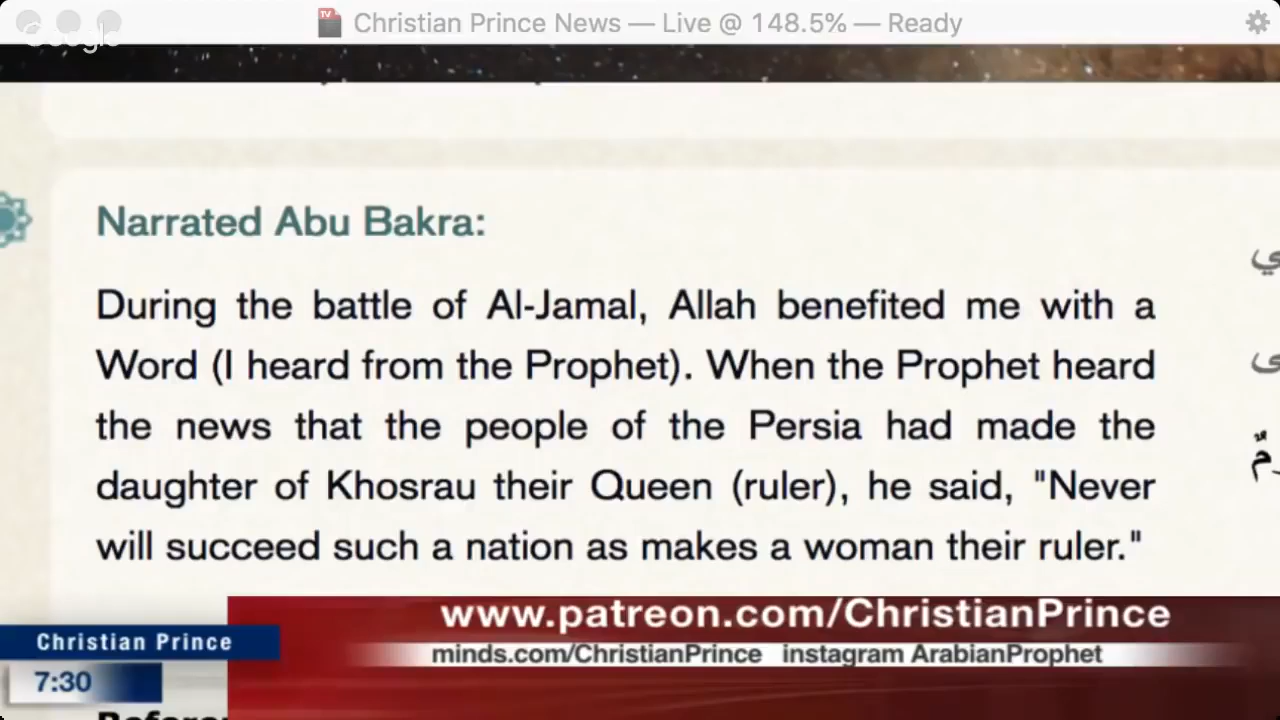 Christian Prince News — Live @ 148.5% — Ready
Google
Narrated Abu Bakra:
During the battle of Al-Jamal, Allah benefited me with a
Word (I heard from the Prophet). When the Prophet heard
the news that the people of the Persia had made the
daughter of Khosrau their Queen (ruler), he said, "Never
will succeed such a nation as makes a woman their ruler."
www.patreon.com/ChristianPrince
Christian Prince
minds.com/ChristianPrince instagram ArabianProphet
7:30